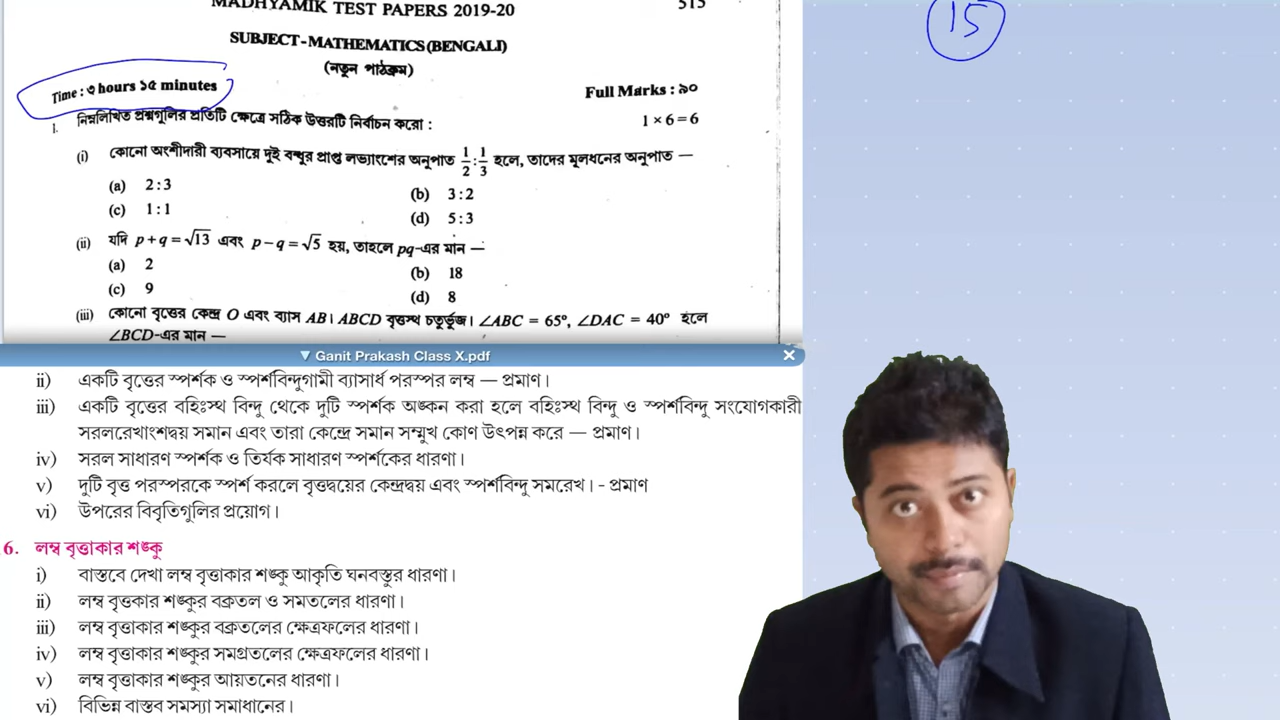 MADHYAMIK TEST PAPERS 2019-20 515
15
SUBJECT-MATHEMATICS (BENGALI)
(নতুন পাঠক্রম)
Time : ৩ hours ১৫ minutes Full Marks : ৯০
1. নিম্নলিখিত প্রশ্নগুলির প্রতিটি ক্ষেত্রে সঠিক উত্তরটি নির্বাচন করো : 1 × 6 = 6
(i) কোনো অংশীদারী ব্যবসায়ে দুই বন্ধুর প্রাপ্ত লভ্যাংশের অনুপাত 1/2 : 1/3 হলে, তাদের মূলধনের অনুপাত —
(a) 2 : 3 (b) 3 : 2
(c) 1 : 1 (d) 5 : 3
(ii) যদি p + q = √13 এবং p − q = √5 হয়, তাহলে pq-এর মান —
(a) 2 (b) 18
(c) 9 (d) 8
(iii) কোনো বৃত্তের কেন্দ্র O এবং ব্যাস AB। ABCD বৃত্তস্থ চতুর্ভুজ। ∠ABC = 65°, ∠DAC = 40° হলে
∠BCD-এর মান —
▼ Ganit Prakash Class X.pdf ✕
ii) একটি বৃত্তের স্পর্শক ও স্পর্শবিন্দুগামী ব্যাসার্ধ পরস্পর লম্ব — প্রমাণ।
iii) একটি বৃত্তের বহিঃস্থ বিন্দু থেকে দুটি স্পর্শক অঙ্কন করা হলে বহিঃস্থ বিন্দু ও স্পর্শবিন্দু সংযোগকারী
সরলরেখাংশদ্বয় সমান এবং তারা কেন্দ্রে সমান সম্মুখ কোণ উৎপন্ন করে — প্রমাণ।
iv) সরল সাধারণ স্পর্শক ও তির্যক সাধারণ স্পর্শকের ধারণা।
v) দুটি বৃত্ত পরস্পরকে স্পর্শ করলে বৃত্তদ্বয়ের কেন্দ্রদ্বয় এবং স্পর্শবিন্দু সমরেখ। - প্রমাণ
vi) উপরের বিবৃতিগুলির প্রয়োগ।
6. লম্ব বৃত্তাকার শঙ্কু
i) বাস্তবে দেখা লম্ব বৃত্তাকার শঙ্কু আকৃতি ঘনবস্তুর ধারণা।
ii) লম্ব বৃত্তকার শঙ্কুর বক্রতল ও সমতলের ধারণা।
iii) লম্ব বৃত্তাকার শঙ্কুর বক্রতলের ক্ষেত্রফলের ধারণা।
iv) লম্ব বৃত্তাকার শঙ্কুর সমগ্রতলের ক্ষেত্রফলের ধারণা।
v) লম্ব বৃত্তাকার শঙ্কুর আয়তনের ধারণা।
vi) বিভিন্ন বাস্তব সমস্যা সমাধানের।